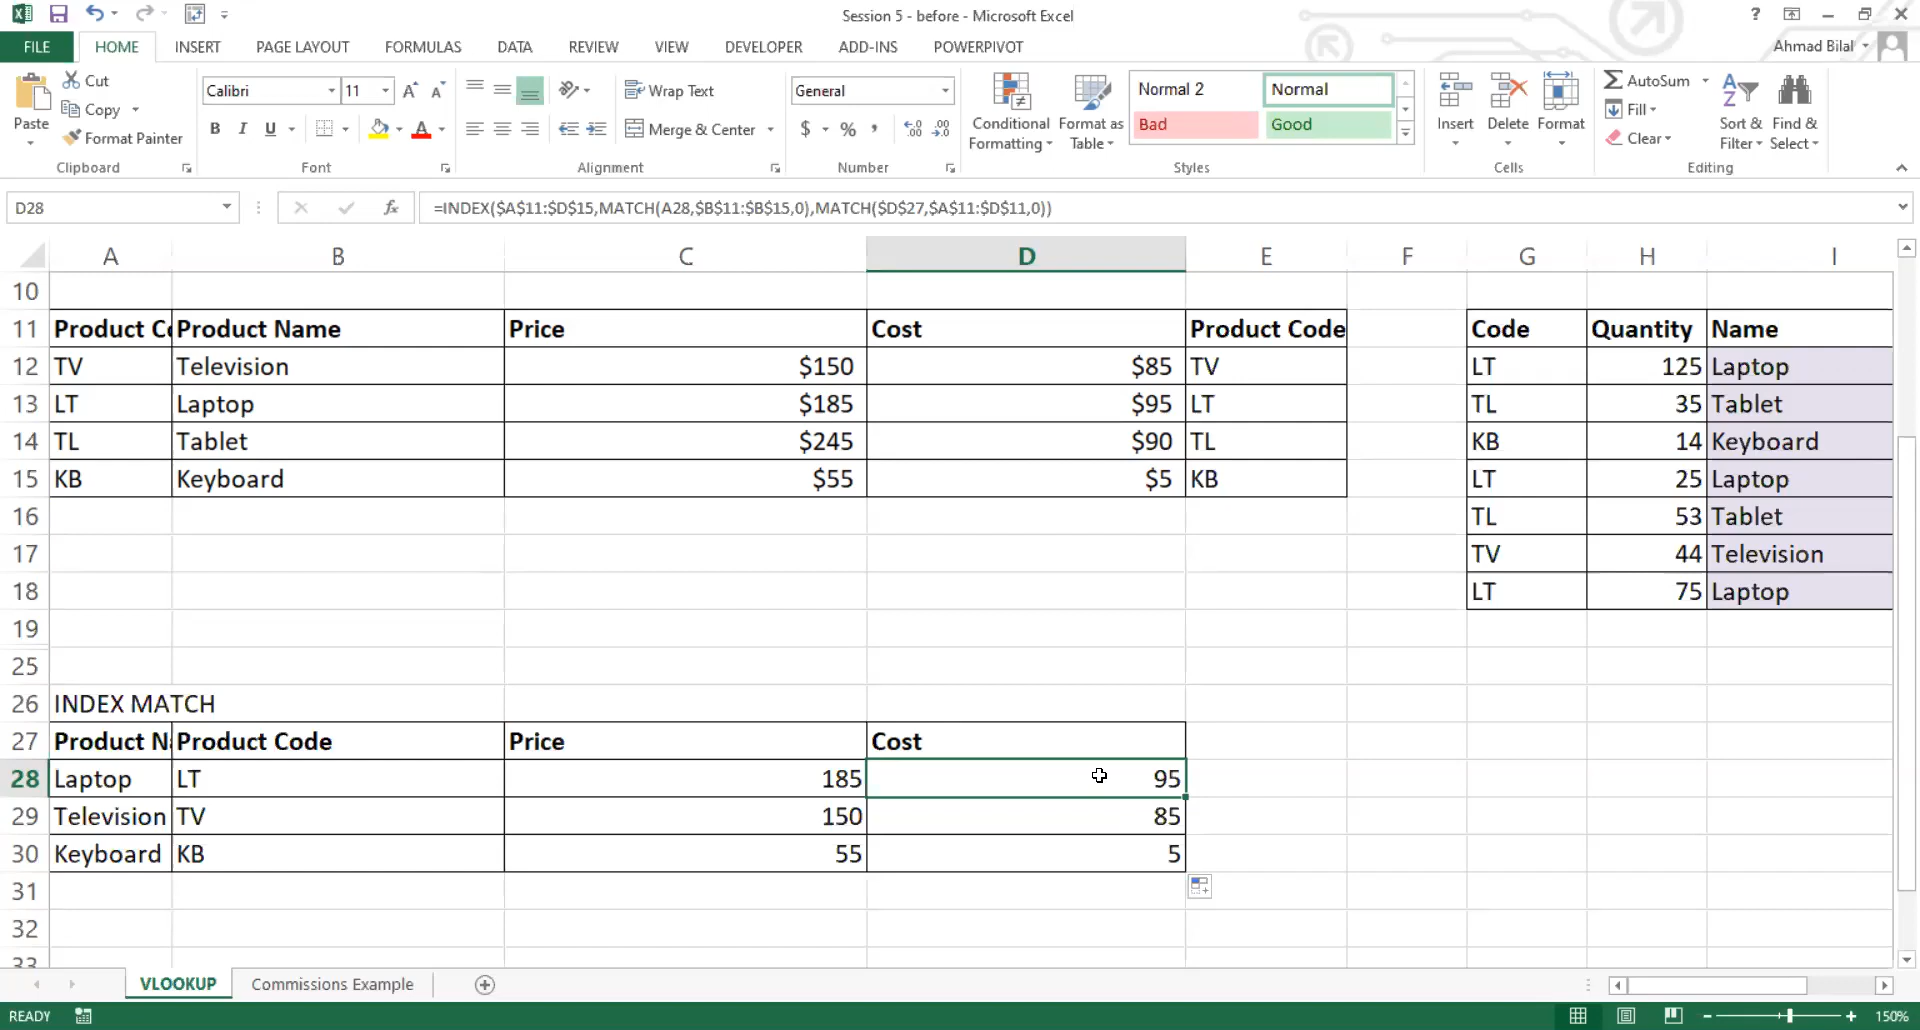 Session 5 - before - Microsoft Excel
?
FILE HOME INSERT PAGE LAYOUT FORMULAS DATA REVIEW VIEW DEVELOPER ADD-INS POWERPIVOT Ahmad Bilal
Paste
Cut
Copy
Format Painter
Clipboard
Calibri 11
B I U
Font
Wrap Text
Merge & Center
Alignment
General
$ % ,
Number
Conditional Formatting
Format as Table
Normal 2 Normal
Bad Good
Styles
Insert Delete Format
Cells
AutoSum
Fill
Clear
Sort & Filter
Find & Select
Editing
D28 fx =INDEX($A$11:$D$15,MATCH(A28,$B$11:$B$15,0),MATCH($D$27,$A$11:$D$11,0))
A B C D E F G H I
10
11 Product Co Product Name Price Cost Product Code Code Quantity Name
12 TV Television $150 $85 TV LT 125 Laptop
13 LT Laptop $185 $95 LT TL 35 Tablet
14 TL Tablet $245 $90 TL KB 14 Keyboard
15 KB Keyboard $55 $5 KB LT 25 Laptop
16 TL 53 Tablet
17 TV 44 Television
18 LT 75 Laptop
19
25
26 INDEX MATCH
27 Product Na Product Code Price Cost
28 Laptop LT 185 95
29 Television TV 150 85
30 Keyboard KB 55 5
31
32
33
VLOOKUP Commissions Example
READY 150%